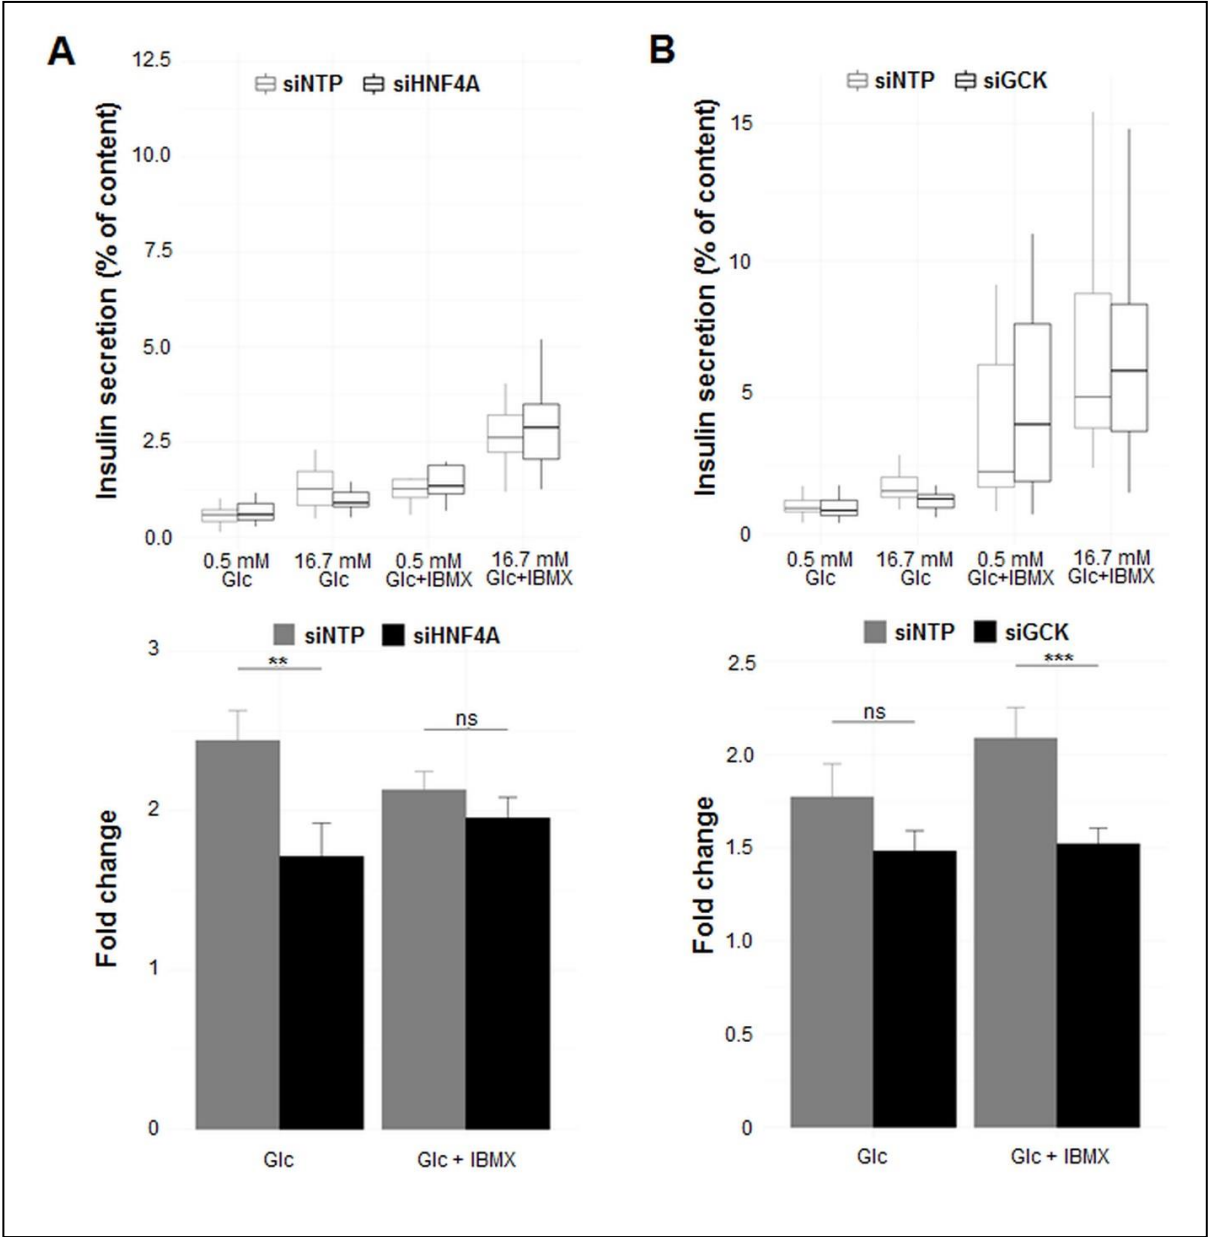 A
Insulin secretion (% of content)
12.5
10.0
7.5
5.0
2.5
0.0
siNTP siHNF4A
0.5 mM 16.7 mM 0.5 mM 16.7 mM
Glc Glc Glc+IBMX Glc+IBMX
B
Insulin secretion (% of content)
15
10
5
0
siNTP siGCK
0.5 mM 16.7 mM 0.5 mM 16.7 mM
Glc Glc Glc+IBMX Glc+IBMX
Fold change
3
2
1
0
siNTP siHNF4A
**
ns
Glc Glc + IBMX
Fold change
2.5
2.0
1.5
1.0
0.5
0
siNTP siGCK
ns
***
Glc Glc + IBMX